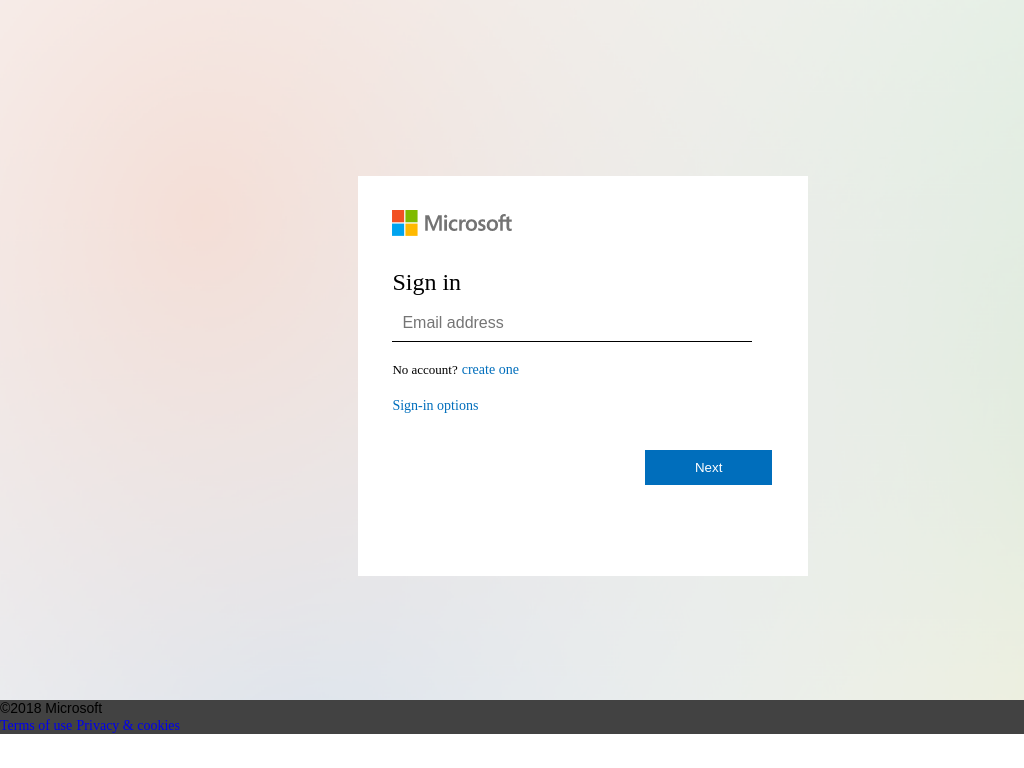 Microsoft
Sign in
Email address
No account? create one
Sign-in options
Next
©2018 Microsoft
Terms of use Privacy & cookies